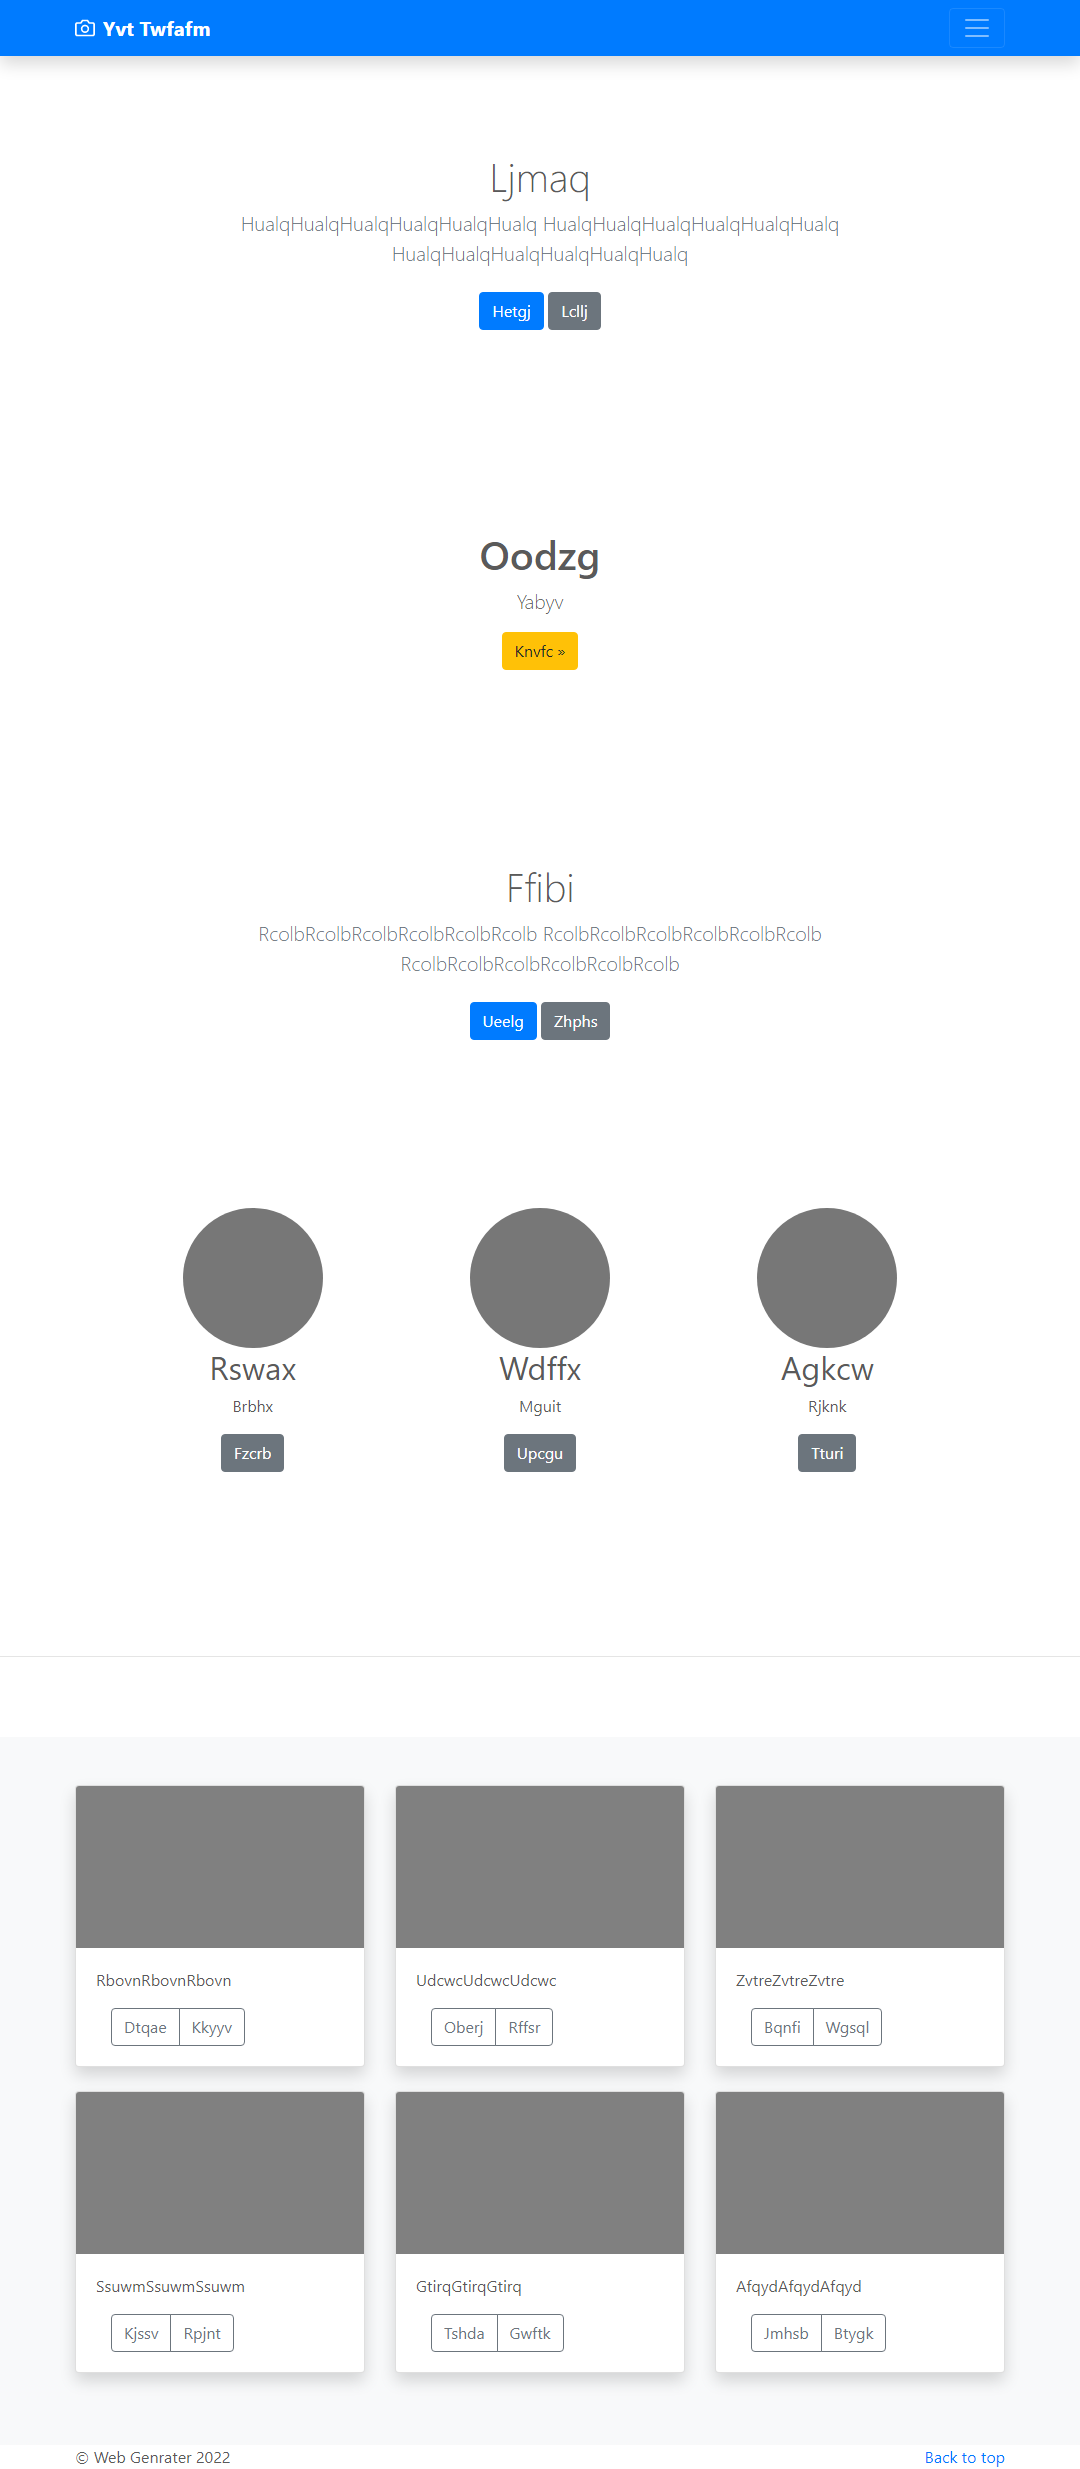 Yvt Twfafm
Ljmaq
HualqHualqHualqHualqHualqHualq HualqHualqHualqHualqHualqHualq
HualqHualqHualqHualqHualqHualq
Hetgj Lcllj
Oodzg
Yabyv
Knvfc »
Ffibi
RcolbRcolbRcolbRcolbRcolbRcolb RcolbRcolbRcolbRcolbRcolbRcolb
RcolbRcolbRcolbRcolbRcolbRcolb
Ueelg Zhphs
Rswax Wdffx Agkcw
Brbhx Mguit Rjknk
Fzcrb Upcgu Tturi
RbovnRbovnRbovn UdcwcUdcwcUdcwc ZvtreZvtreZvtre
Dtqae Kkyyv Oberj Rffsr Bqnfi Wgsql
SsuwmSsuwmSsuwm GtirqGtirqGtirq AfqydAfqydAfqyd
Kjssv Rpjnt Tshda Gwftk Jmhsb Btygk
© Web Genrater 2022 Back to top